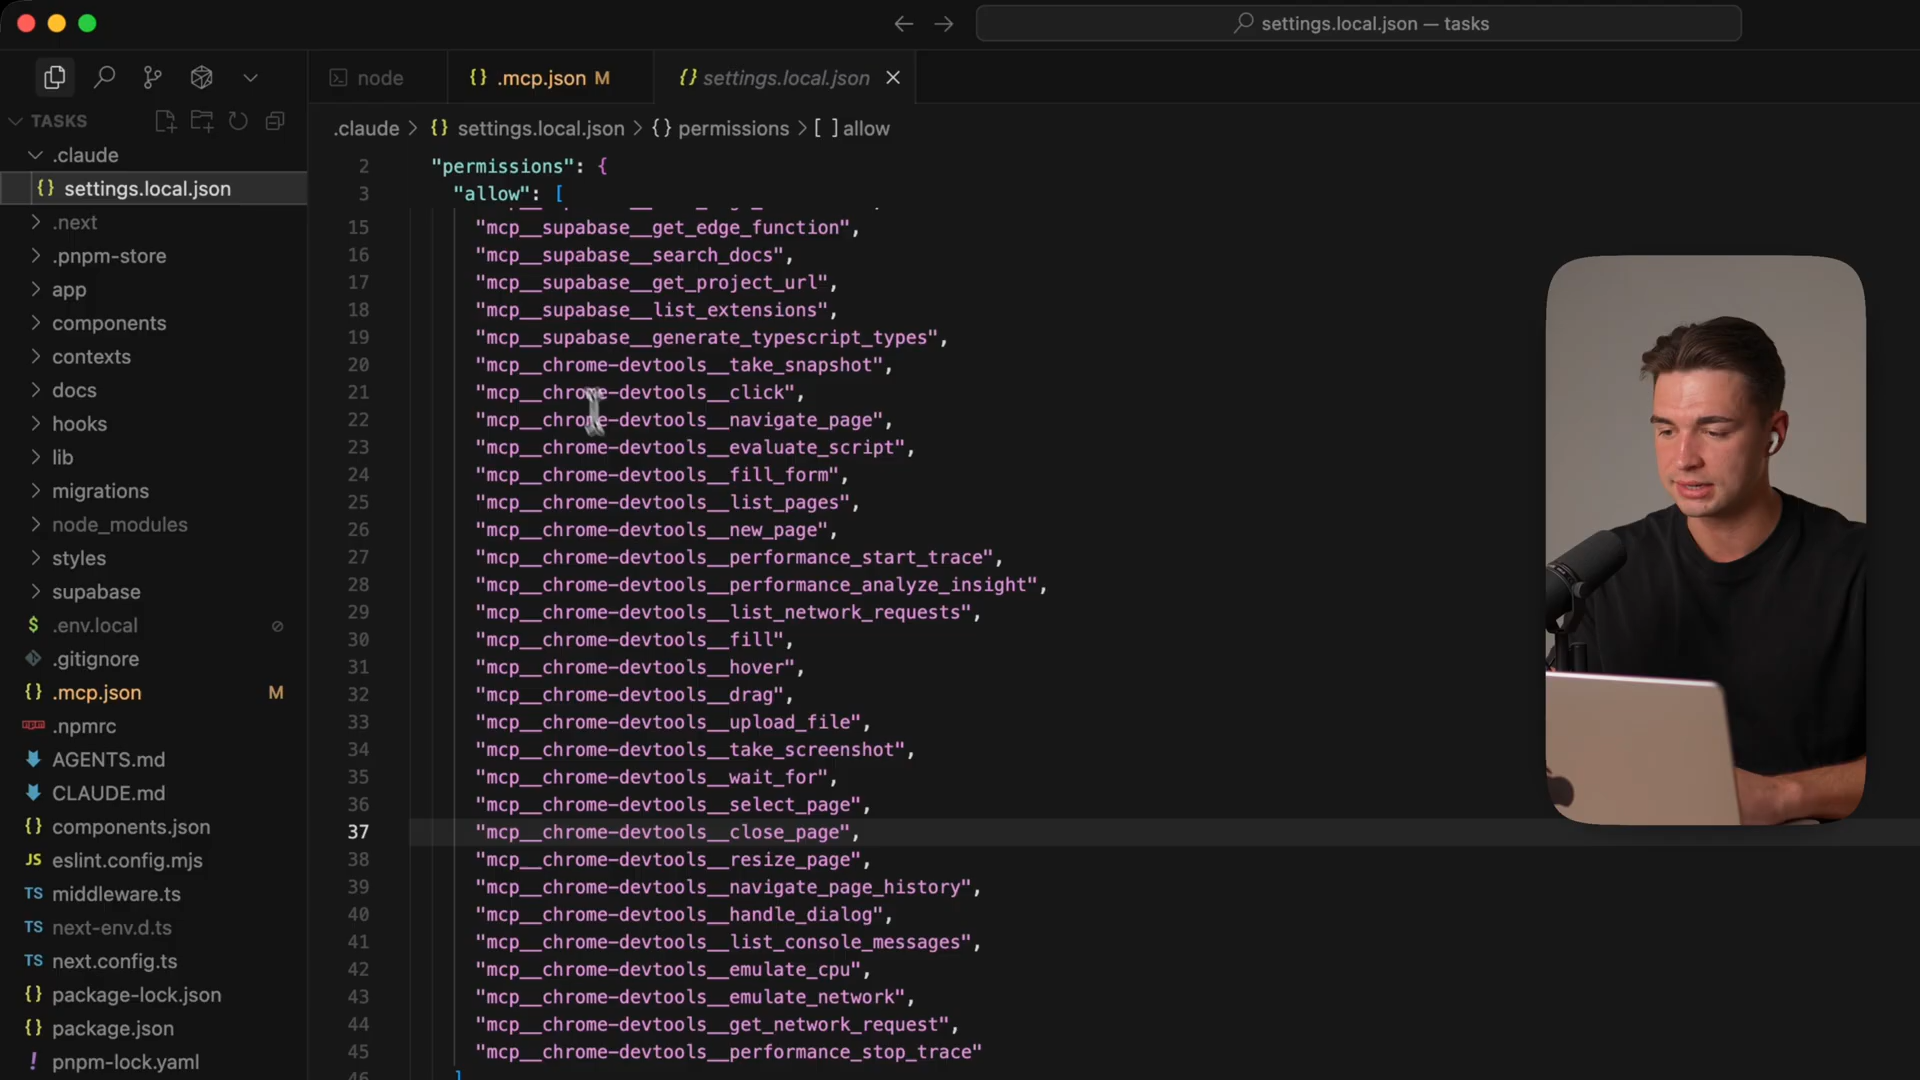 settings.local.json — tasks
node
{} .mcp.json M
{} settings.local.json
TASKS
.claude > {} settings.local.json > {} permissions > [ ] allow
.claude
{} settings.local.json
.next
.pnpm-store
app
components
contexts
docs
hooks
lib
migrations
node_modules
styles
supabase
$ .env.local
.gitignore
{} .mcp.json M
npm .npmrc
AGENTS.md
CLAUDE.md
{} components.json
JS eslint.config.mjs
TS middleware.ts
TS next-env.d.ts
TS next.config.ts
{} package-lock.json
{} package.json
! pnpm-lock.yaml
2 "permissions": {
3 "allow": [
15 "mcp__supabase__get_edge_function",
16 "mcp__supabase__search_docs",
17 "mcp__supabase__get_project_url",
18 "mcp__supabase__list_extensions",
19 "mcp__supabase__generate_typescript_types",
20 "mcp__chrome-devtools__take_snapshot",
21 "mcp__chrome-devtools__click",
22 "mcp__chrome-devtools__navigate_page",
23 "mcp__chrome-devtools__evaluate_script",
24 "mcp__chrome-devtools__fill_form",
25 "mcp__chrome-devtools__list_pages",
26 "mcp__chrome-devtools__new_page",
27 "mcp__chrome-devtools__performance_start_trace",
28 "mcp__chrome-devtools__performance_analyze_insight",
29 "mcp__chrome-devtools__list_network_requests",
30 "mcp__chrome-devtools__fill",
31 "mcp__chrome-devtools__hover",
32 "mcp__chrome-devtools__drag",
33 "mcp__chrome-devtools__upload_file",
34 "mcp__chrome-devtools__take_screenshot",
35 "mcp__chrome-devtools__wait_for",
36 "mcp__chrome-devtools__select_page",
37 "mcp__chrome-devtools__close_page",
38 "mcp__chrome-devtools__resize_page",
39 "mcp__chrome-devtools__navigate_page_history",
40 "mcp__chrome-devtools__handle_dialog",
41 "mcp__chrome-devtools__list_console_messages",
42 "mcp__chrome-devtools__emulate_cpu",
43 "mcp__chrome-devtools__emulate_network",
44 "mcp__chrome-devtools__get_network_request",
45 "mcp__chrome-devtools__performance_stop_trace"
46 ]